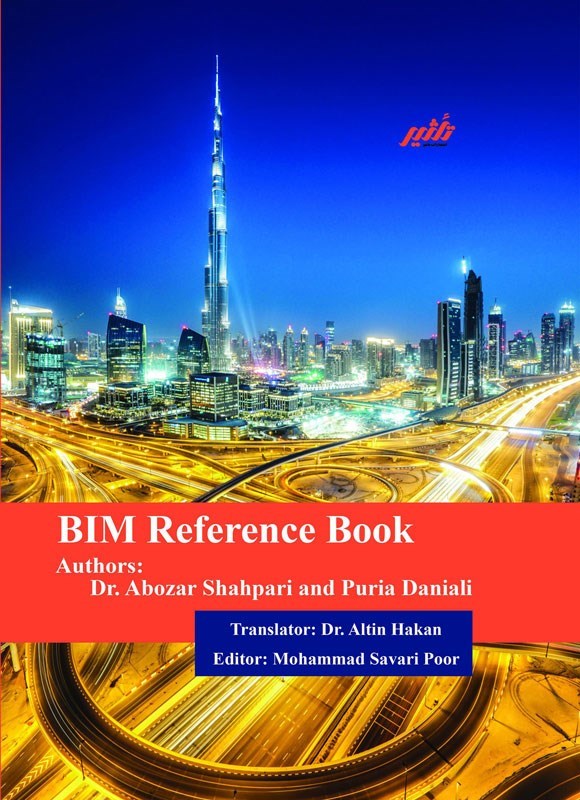 تأثیر
BIM Reference Book
Authors:
Dr. Abozar Shahpari and Puria Daniali
Translator: Dr. Altin Hakan
Editor: Mohammad Savari Poor